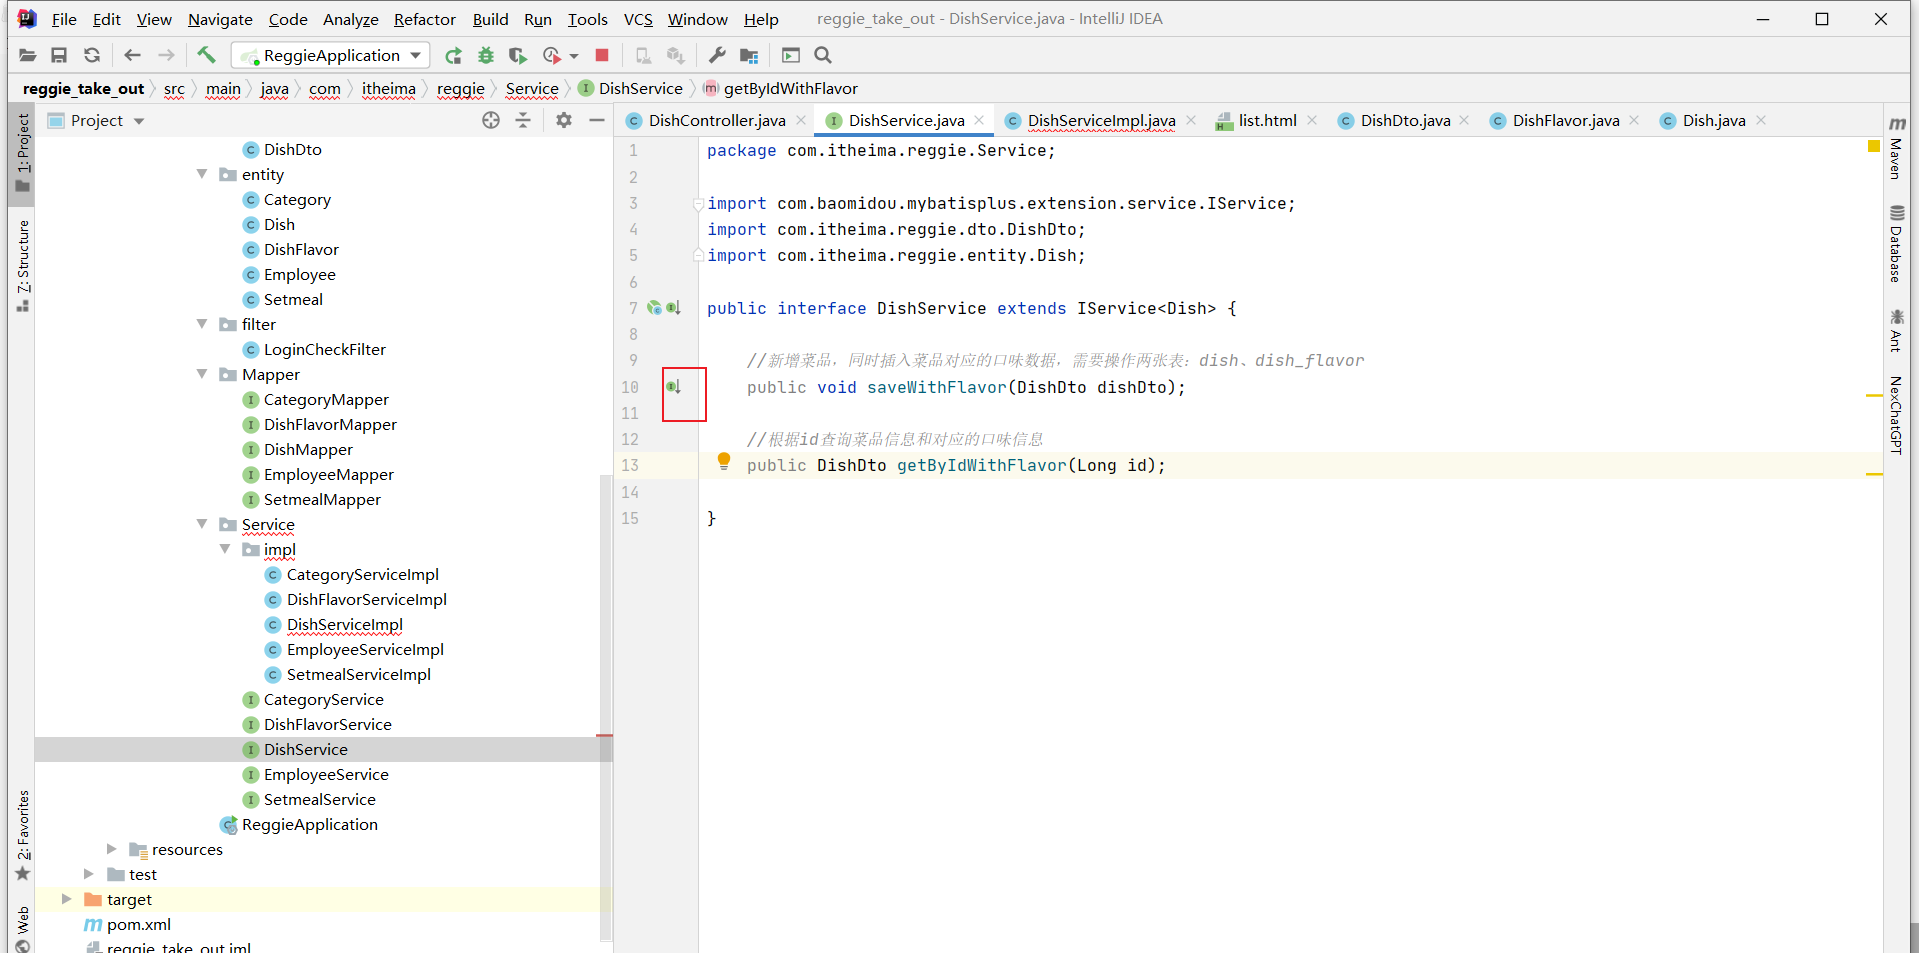 File Edit View Navigate Code Analyze Refactor Build Run Tools VCS Window Help reggie_take_out - DishService.java - IntelliJ IDEA
ReggieApplication
reggie_take_out src main java com itheima reggie Service DishService getByIdWithFlavor
Project
DishController.java DishService.java DishServiceImpl.java list.html DishDto.java DishFlavor.java Dish.java
1: Project
7: Structure
2: Favorites
Web
DishDto
entity
Category
Dish
DishFlavor
Employee
Setmeal
filter
LoginCheckFilter
Mapper
CategoryMapper
DishFlavorMapper
DishMapper
EmployeeMapper
SetmealMapper
Service
impl
CategoryServiceImpl
DishFlavorServiceImpl
DishServiceImpl
EmployeeServiceImpl
SetmealServiceImpl
CategoryService
DishFlavorService
DishService
EmployeeService
SetmealService
ReggieApplication
resources
test
target
pom.xml
reggie_take_out.iml
1 package com.itheima.reggie.Service;
2
3 import com.baomidou.mybatisplus.extension.service.IService;
4 import com.itheima.reggie.dto.DishDto;
5 import com.itheima.reggie.entity.Dish;
6
7 public interface DishService extends IService<Dish> {
8
9 //新增菜品，同时插入菜品对应的口味数据，需要操作两张表：dish、dish_flavor
10 public void saveWithFlavor(DishDto dishDto);
11
12 //根据id查询菜品信息和对应的口味信息
13 public DishDto getByIdWithFlavor(Long id);
14
15 }
Maven
Database
Ant
NexChatGPT